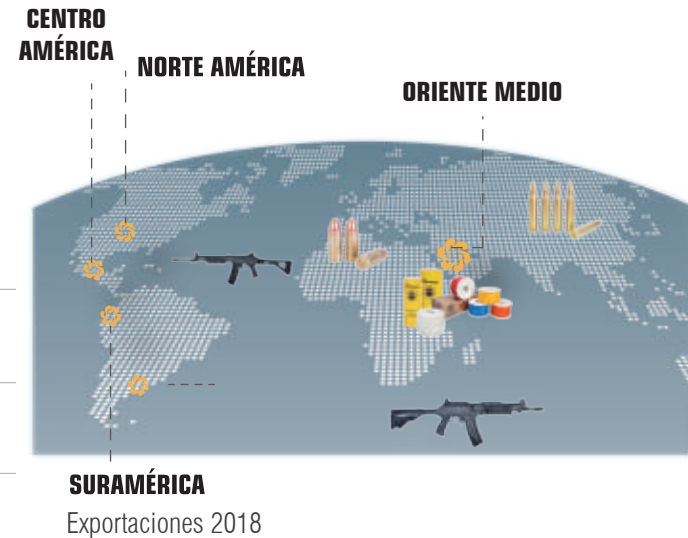 CENTRO
AMÉRICA
NORTE AMÉRICA
ORIENTE MEDIO
SURAMÉRICA
Exportaciones 2018